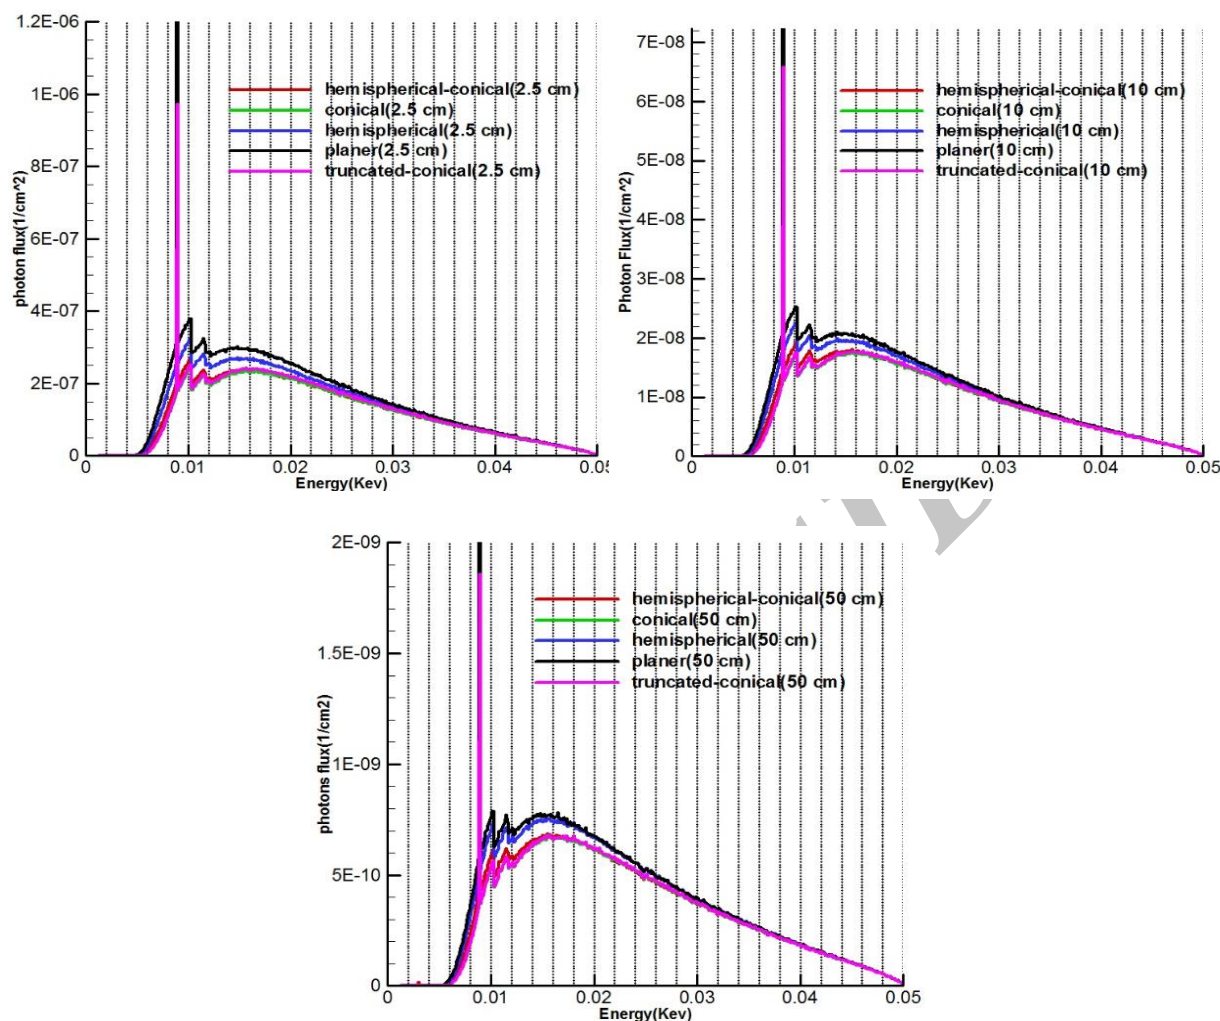 1.2E-06
1E-06
8E-07
6E-07
4E-07
2E-07
0
photon flux(1/cm^2)
hemispherical-conical(2.5 cm)
conical(2.5 cm)
hemispherical(2.5 cm)
planer(2.5 cm)
truncated-conical(2.5 cm)
0 0.01 0.02 0.03 0.04 0.05
Energy(Kev)
7E-08
6E-08
5E-08
4E-08
3E-08
2E-08
1E-08
0
Photon Flux(1/cm^2)
hemispherical-conical(10 cm)
conical(10 cm)
hemispherical(10 cm)
planer(10 cm)
truncated-conical(10 cm)
0 0.01 0.02 0.03 0.04 0.05
Energy(Kev)
2E-09
1.5E-09
1E-09
5E-10
0
photons flux(1/cm2)
hemispherical-conical(50 cm)
conical(50 cm)
hemispherical(50 cm)
planer(50 cm)
truncated-conical(50 cm)
0 0.01 0.02 0.03 0.04 0.05
Energy(Kev)